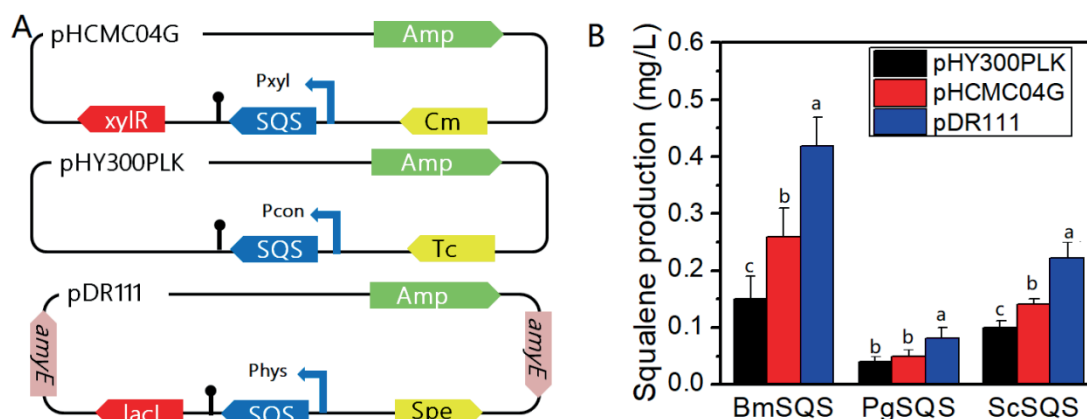 A
pHCMC04G
Amp
Pxyl
xylR
SQS
Cm
pHY300PLK
Amp
Pcon
SQS
Tc
pDR111
Amp
amyE
amyE
Phys
lacI
SQS
Spe
B
Squalene production (mg/L)
0.6
0.5
0.4
0.3
0.2
0.1
0.0
pHY300PLK
pHCMC04G
pDR111
c
b
a
b
b
a
c
b
a
BmSQS
PgSQS
ScSQS